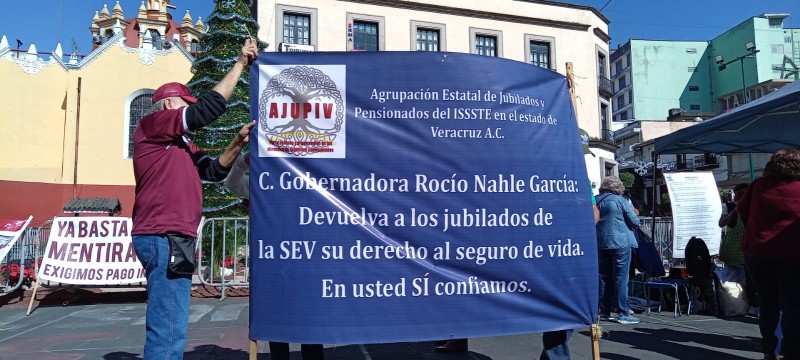 AJUPIV
Agrupación Estatal de Jubilados y
Pensionados del ISSSTE en el estado de
Veracruz A.C.
C. Gobernadora Rocío Nahle García:
Devuelva a los jubilados de
la SEV su derecho al seguro de vida.
En usted SÍ confiamos.
YA BASTA
MENTIRA
EXIGIMOS PAGO